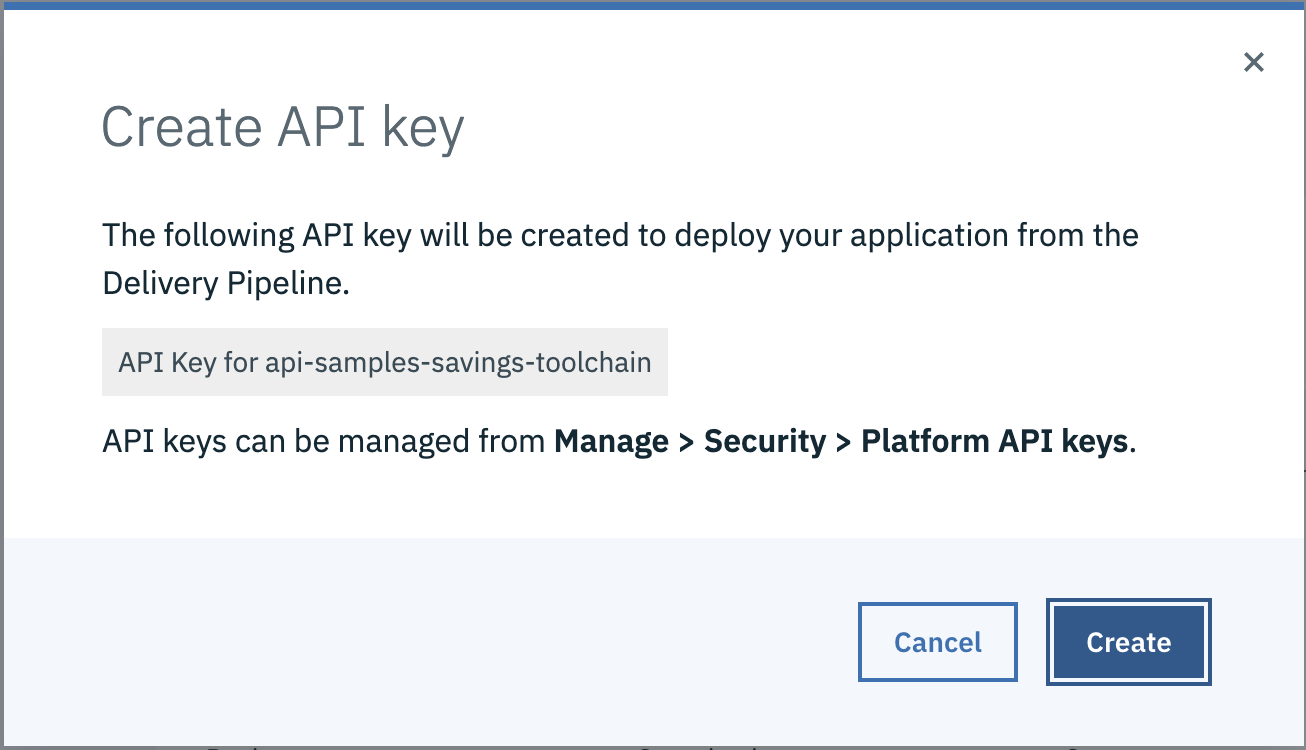 Create API key
The following API key will be created to deploy your application from the
Delivery Pipeline.
API Key for api-samples-savings-toolchain
API keys can be managed from Manage > Security > Platform API keys.
Cancel
Create